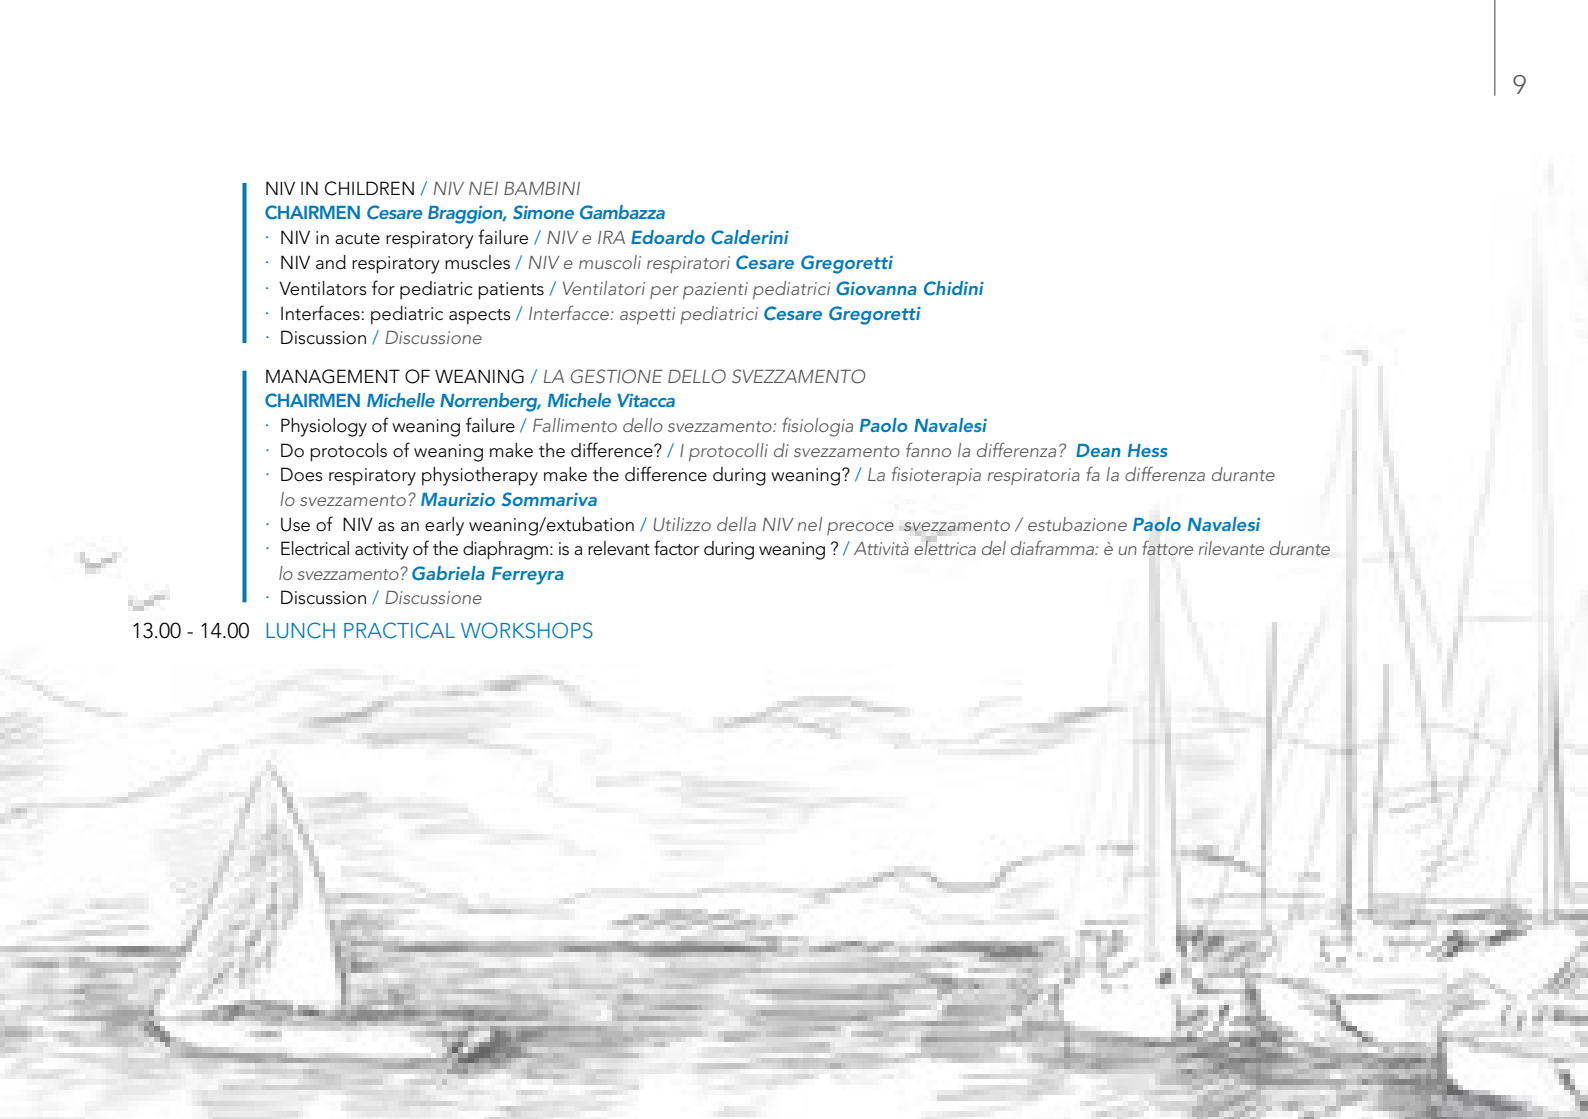 9
NIV IN CHILDREN / NIV NEI BAMBINI
CHAIRMEN Cesare Braggion, Simone Gambazza
· NIV in acute respiratory failure / NIV e IRA Edoardo Calderini
· NIV and respiratory muscles / NIV e muscoli respiratori Cesare Gregoretti
· Ventilators for pediatric patients / Ventilatori per pazienti pediatrici Giovanna Chidini
· Interfaces: pediatric aspects / Interfacce: aspetti pediatrici Cesare Gregoretti
· Discussion / Discussione
MANAGEMENT OF WEANING / LA GESTIONE DELLO SVEZZAMENTO
CHAIRMEN Michelle Norrenberg, Michele Vitacca
· Physiology of weaning failure / Fallimento dello svezzamento: fisiologia Paolo Navalesi
· Do protocols of weaning make the difference? / I protocolli di svezzamento fanno la differenza? Dean Hess
· Does respiratory physiotherapy make the difference during weaning? / La fisioterapia respiratoria fa la differenza durante
lo svezzamento? Maurizio Sommariva
· Use of NIV as an early weaning/extubation / Utilizzo della NIV nel precoce svezzamento / estubazione Paolo Navalesi
· Electrical activity of the diaphragm: is a relevant factor during weaning ? / Attività elettrica del diaframma: è un fattore rilevante durante
lo svezzamento? Gabriela Ferreyra
· Discussion / Discussione
13.00 - 14.00 LUNCH PRACTICAL WORKSHOPS